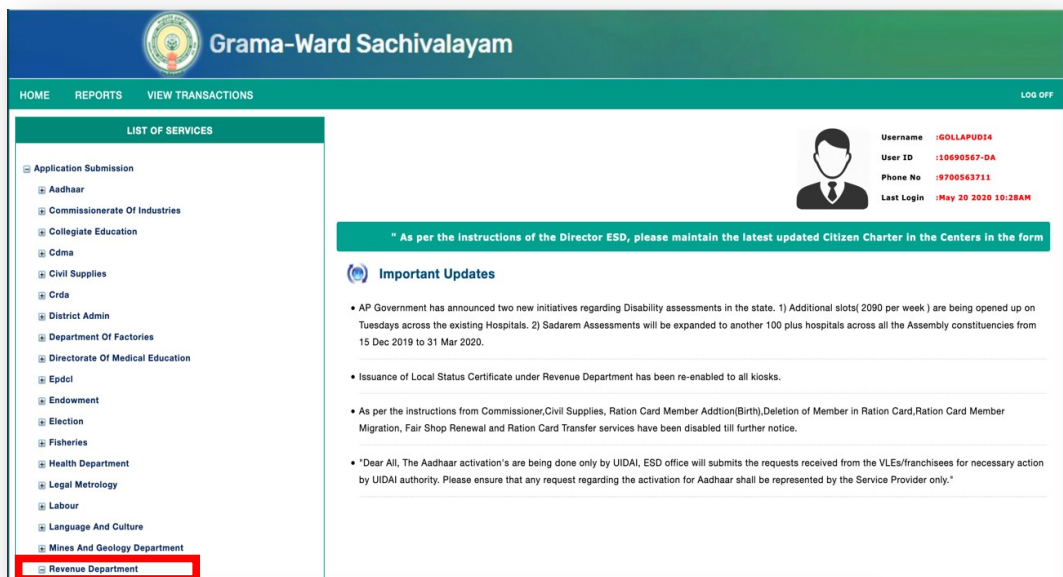 Grama-Ward Sachivalayam
HOME REPORTS VIEW TRANSACTIONS LOG OFF
LIST OF SERVICES
Application Submission
Aadhaar
Commissionerate Of Industries
Collegiate Education
Cdma
Civil Supplies
Crda
District Admin
Department Of Factories
Directorate Of Medical Education
Epdcl
Endowment
Election
Fisheries
Health Department
Legal Metrology
Labour
Language And Culture
Mines And Geology Department
Revenue Department
Username :GOLLAPUDI4
User ID :10690567-DA
Phone No :9700563711
Last Login :May 20 2020 10:28AM
" As per the instructions of the Director ESD, please maintain the latest updated Citizen Charter in the Centers in the form
Important Updates
• AP Government has announced two new initiatives regarding Disability assessments in the state. 1) Additional slots( 2090 per week ) are being opened up on
Tuesdays across the existing Hospitals. 2) Sadarem Assessments will be expanded to another 100 plus hospitals across all the Assembly constituencies from
15 Dec 2019 to 31 Mar 2020.
• Issuance of Local Status Certificate under Revenue Department has been re-enabled to all kiosks.
• As per the instructions from Commissioner,Civil Supplies, Ration Card Member Addtion(Birth),Deletion of Member in Ration Card,Ration Card Member
Migration, Fair Shop Renewal and Ration Card Transfer services have been disabled till further notice.
• "Dear All, The Aadhaar activation's are being done only by UIDAI, ESD office will submits the requests received from the VLEs/franchisees for necessary action
by UIDAI authority. Please ensure that any request regarding the activation for Aadhaar shall be represented by the Service Provider only."